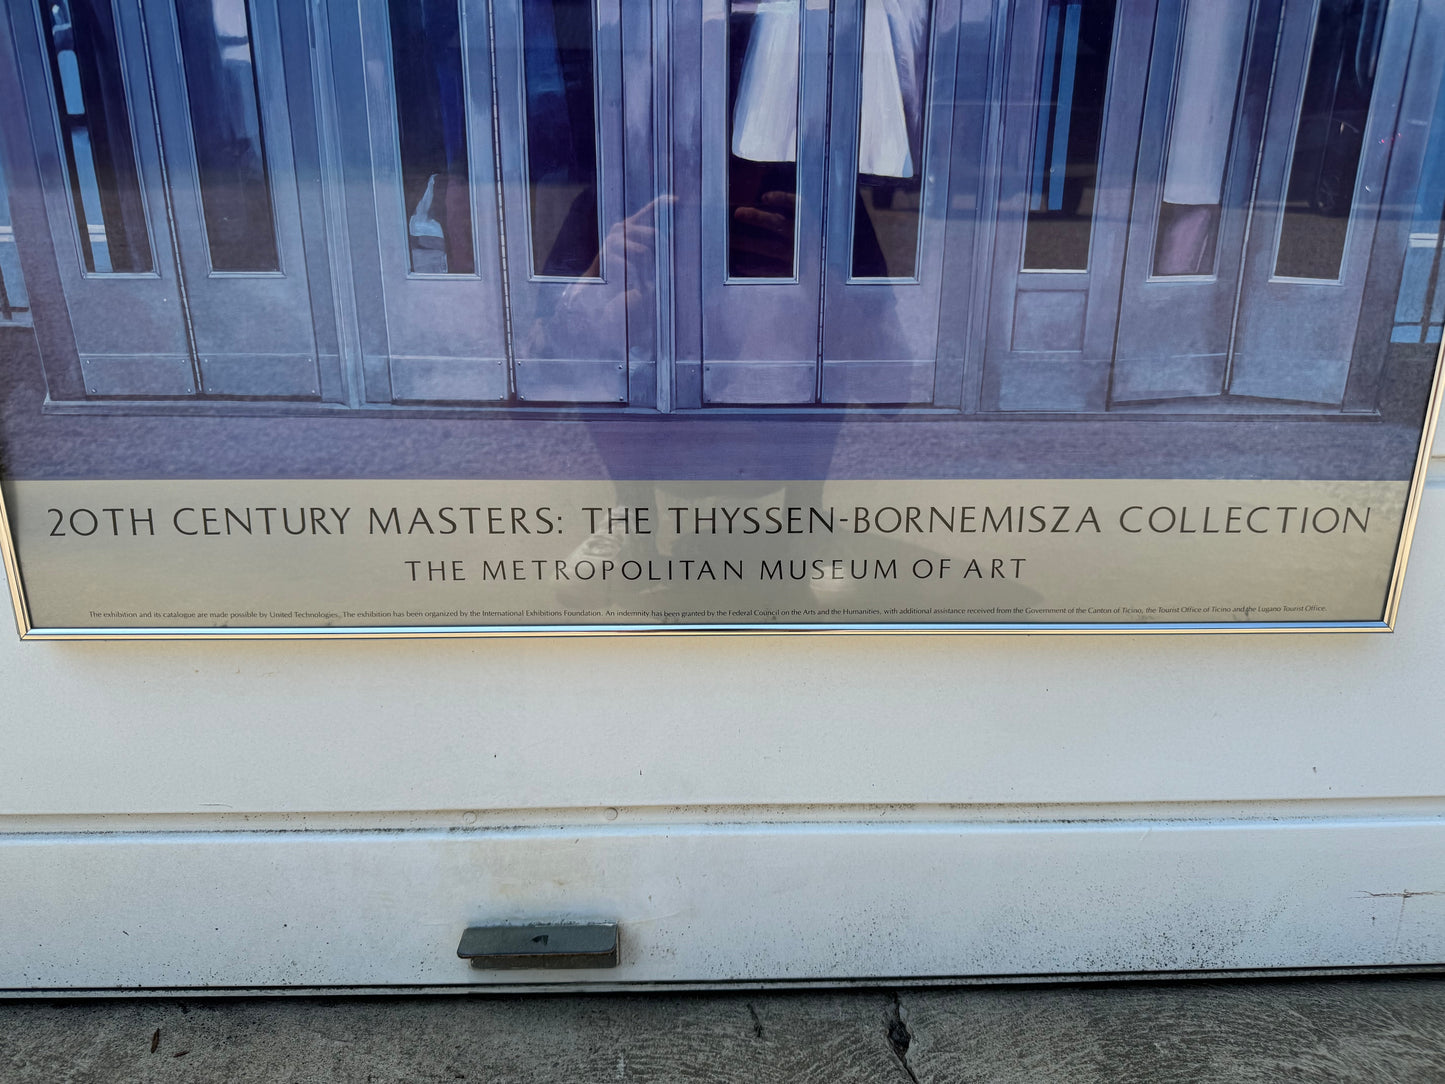 20TH CENTURY MASTERS: THE THYSSEN-BORNEMISZA COLLECTION
THE METROPOLITAN MUSEUM OF ART
The exhibition and its catalogue are made possible by United Technologies. The exhibition has been organized by the International Exhibitions Foundation. An indemnity has been granted by the Federal Council on the Arts and the Humanities, with additional assistance received from the Government of the Canton of Ticino, the Tourist Office of Ticino and the Lugano Tourist Office.